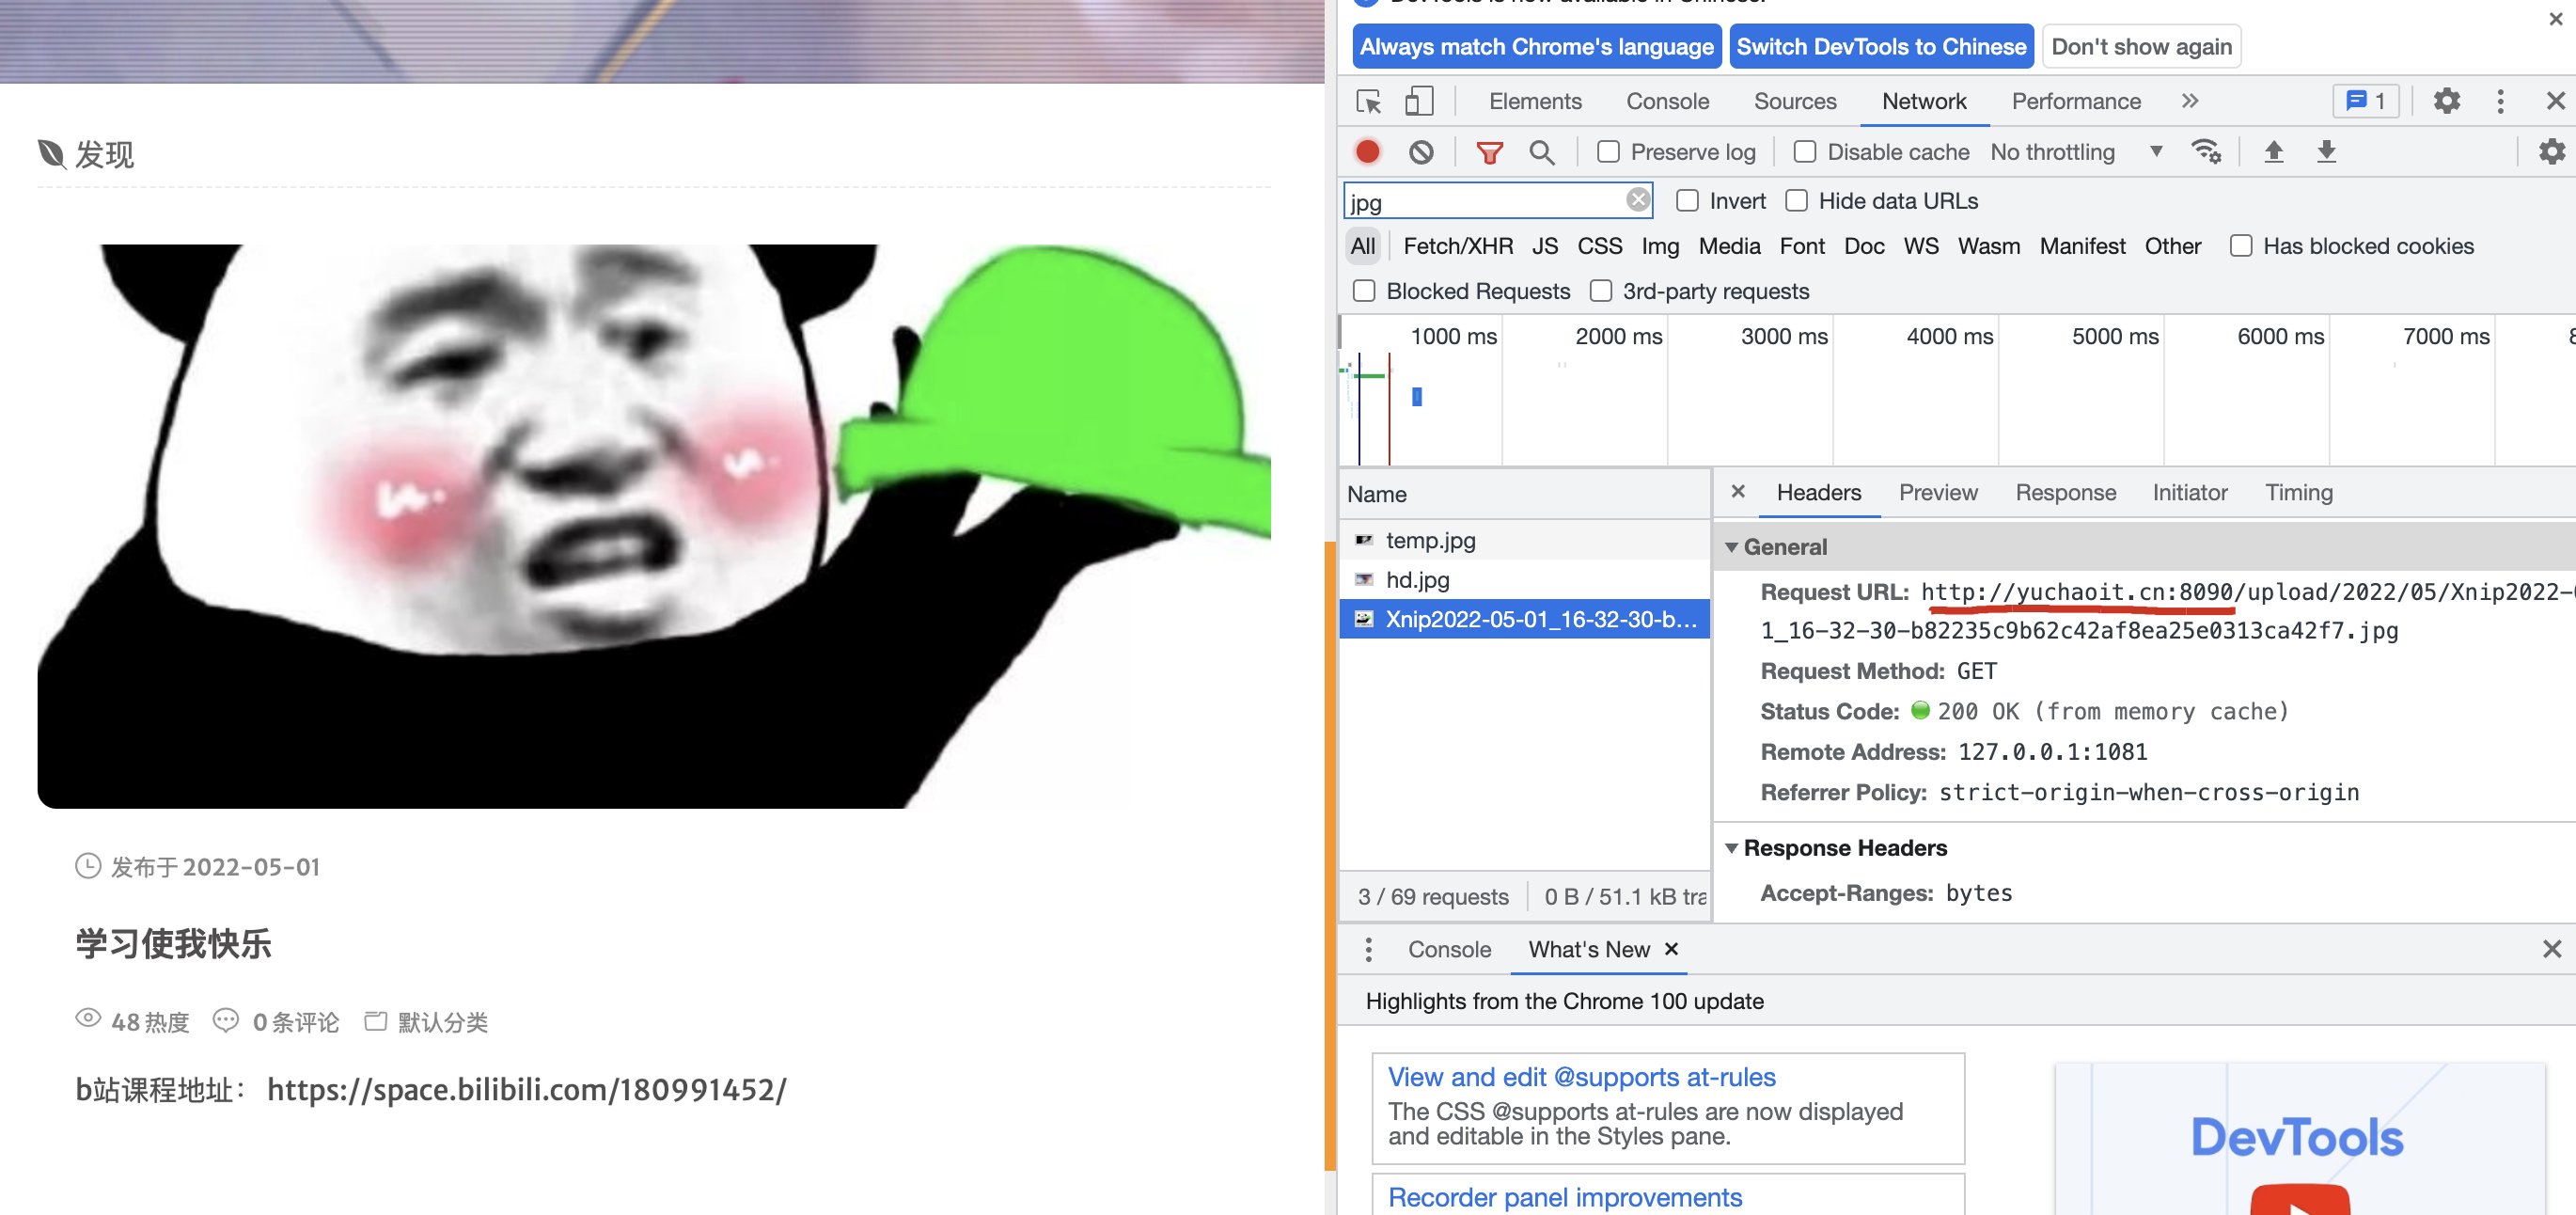 发现
发布于 2022-05-01
学习使我快乐
48 热度 0 条评论 默认分类
b站课程地址： https://space.bilibili.com/180991452/
DevTools is now available in Chinese!
Always match Chrome's language Switch DevTools to Chinese Don't show again
Elements Console Sources Network Performance 1
Preserve log Disable cache No throttling
jpg Invert Hide data URLs
All Fetch/XHR JS CSS Img Media Font Doc WS Wasm Manifest Other Has blocked cookies
Blocked Requests 3rd-party requests
1000 ms 2000 ms 3000 ms 4000 ms 5000 ms 6000 ms 7000 ms 8
Name
temp.jpg
hd.jpg
Xnip2022-05-01_16-32-30-b…
3 / 69 requests 0 B / 51.1 kB tra
Headers Preview Response Initiator Timing
General
Request URL: http://yuchaoit.cn:8090/upload/2022/05/Xnip2022-0
1_16-32-30-b82235c9b62c42af8ea25e0313ca42f7.jpg
Request Method: GET
Status Code: 200 OK (from memory cache)
Remote Address: 127.0.0.1:1081
Referrer Policy: strict-origin-when-cross-origin
Response Headers
Accept-Ranges: bytes
Console What's New
Highlights from the Chrome 100 update
View and edit @supports at-rules
The CSS @supports at-rules are now displayed
and editable in the Styles pane.
Recorder panel improvements
DevTools